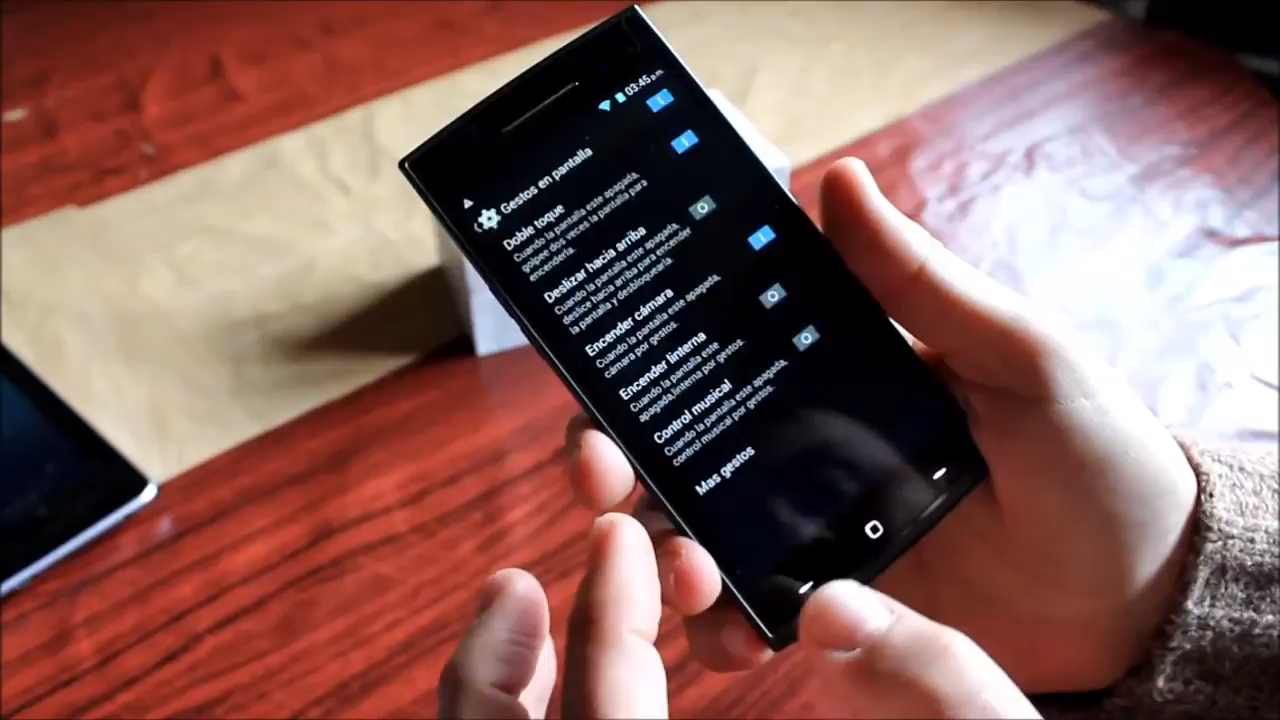 03:45 p.m.
Gestos en pantalla
Doble toque
Cuando la pantalla este apagada,
golpee dos veces la pantalla para
encenderla.
Deslizar hacia arriba
Cuando la pantalla este apagada,
deslice hacia arriba para encender
la pantalla y desbloquearla.
Encender cámara
Cuando la pantalla este apagada,
cámara por gestos.
Encender linterna
Cuando la pantalla este
apagada,linterna por gestos.
Control musical
Cuando la pantalla este apagada,
control musical por gestos.
Mas gestos